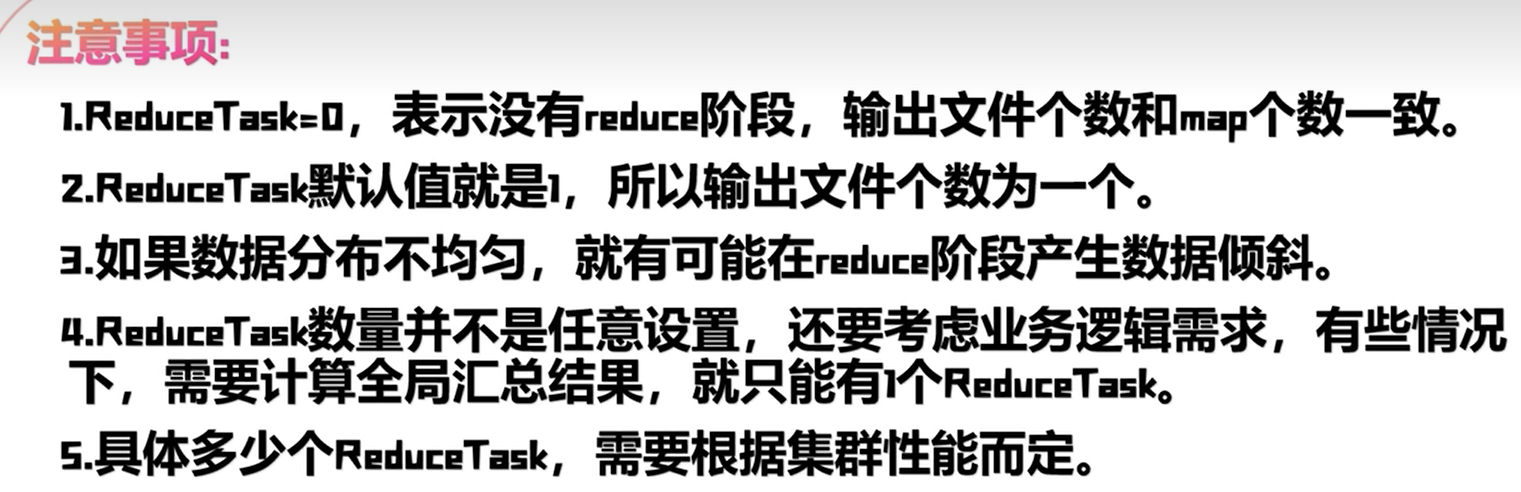 注意事项:
1.ReduceTask=0，表示没有reduce阶段，输出文件个数和map个数一致。
2.ReduceTask默认值就是1，所以输出文件个数为一个。
3.如果数据分布不均匀，就有可能在reduce阶段产生数据倾斜。
4.ReduceTask数量并不是任意设置，还要考虑业务逻辑需求，有些情况
下，需要计算全局汇总结果，就只能有1个ReduceTask。
5.具体多少个ReduceTask，需要根据集群性能而定。